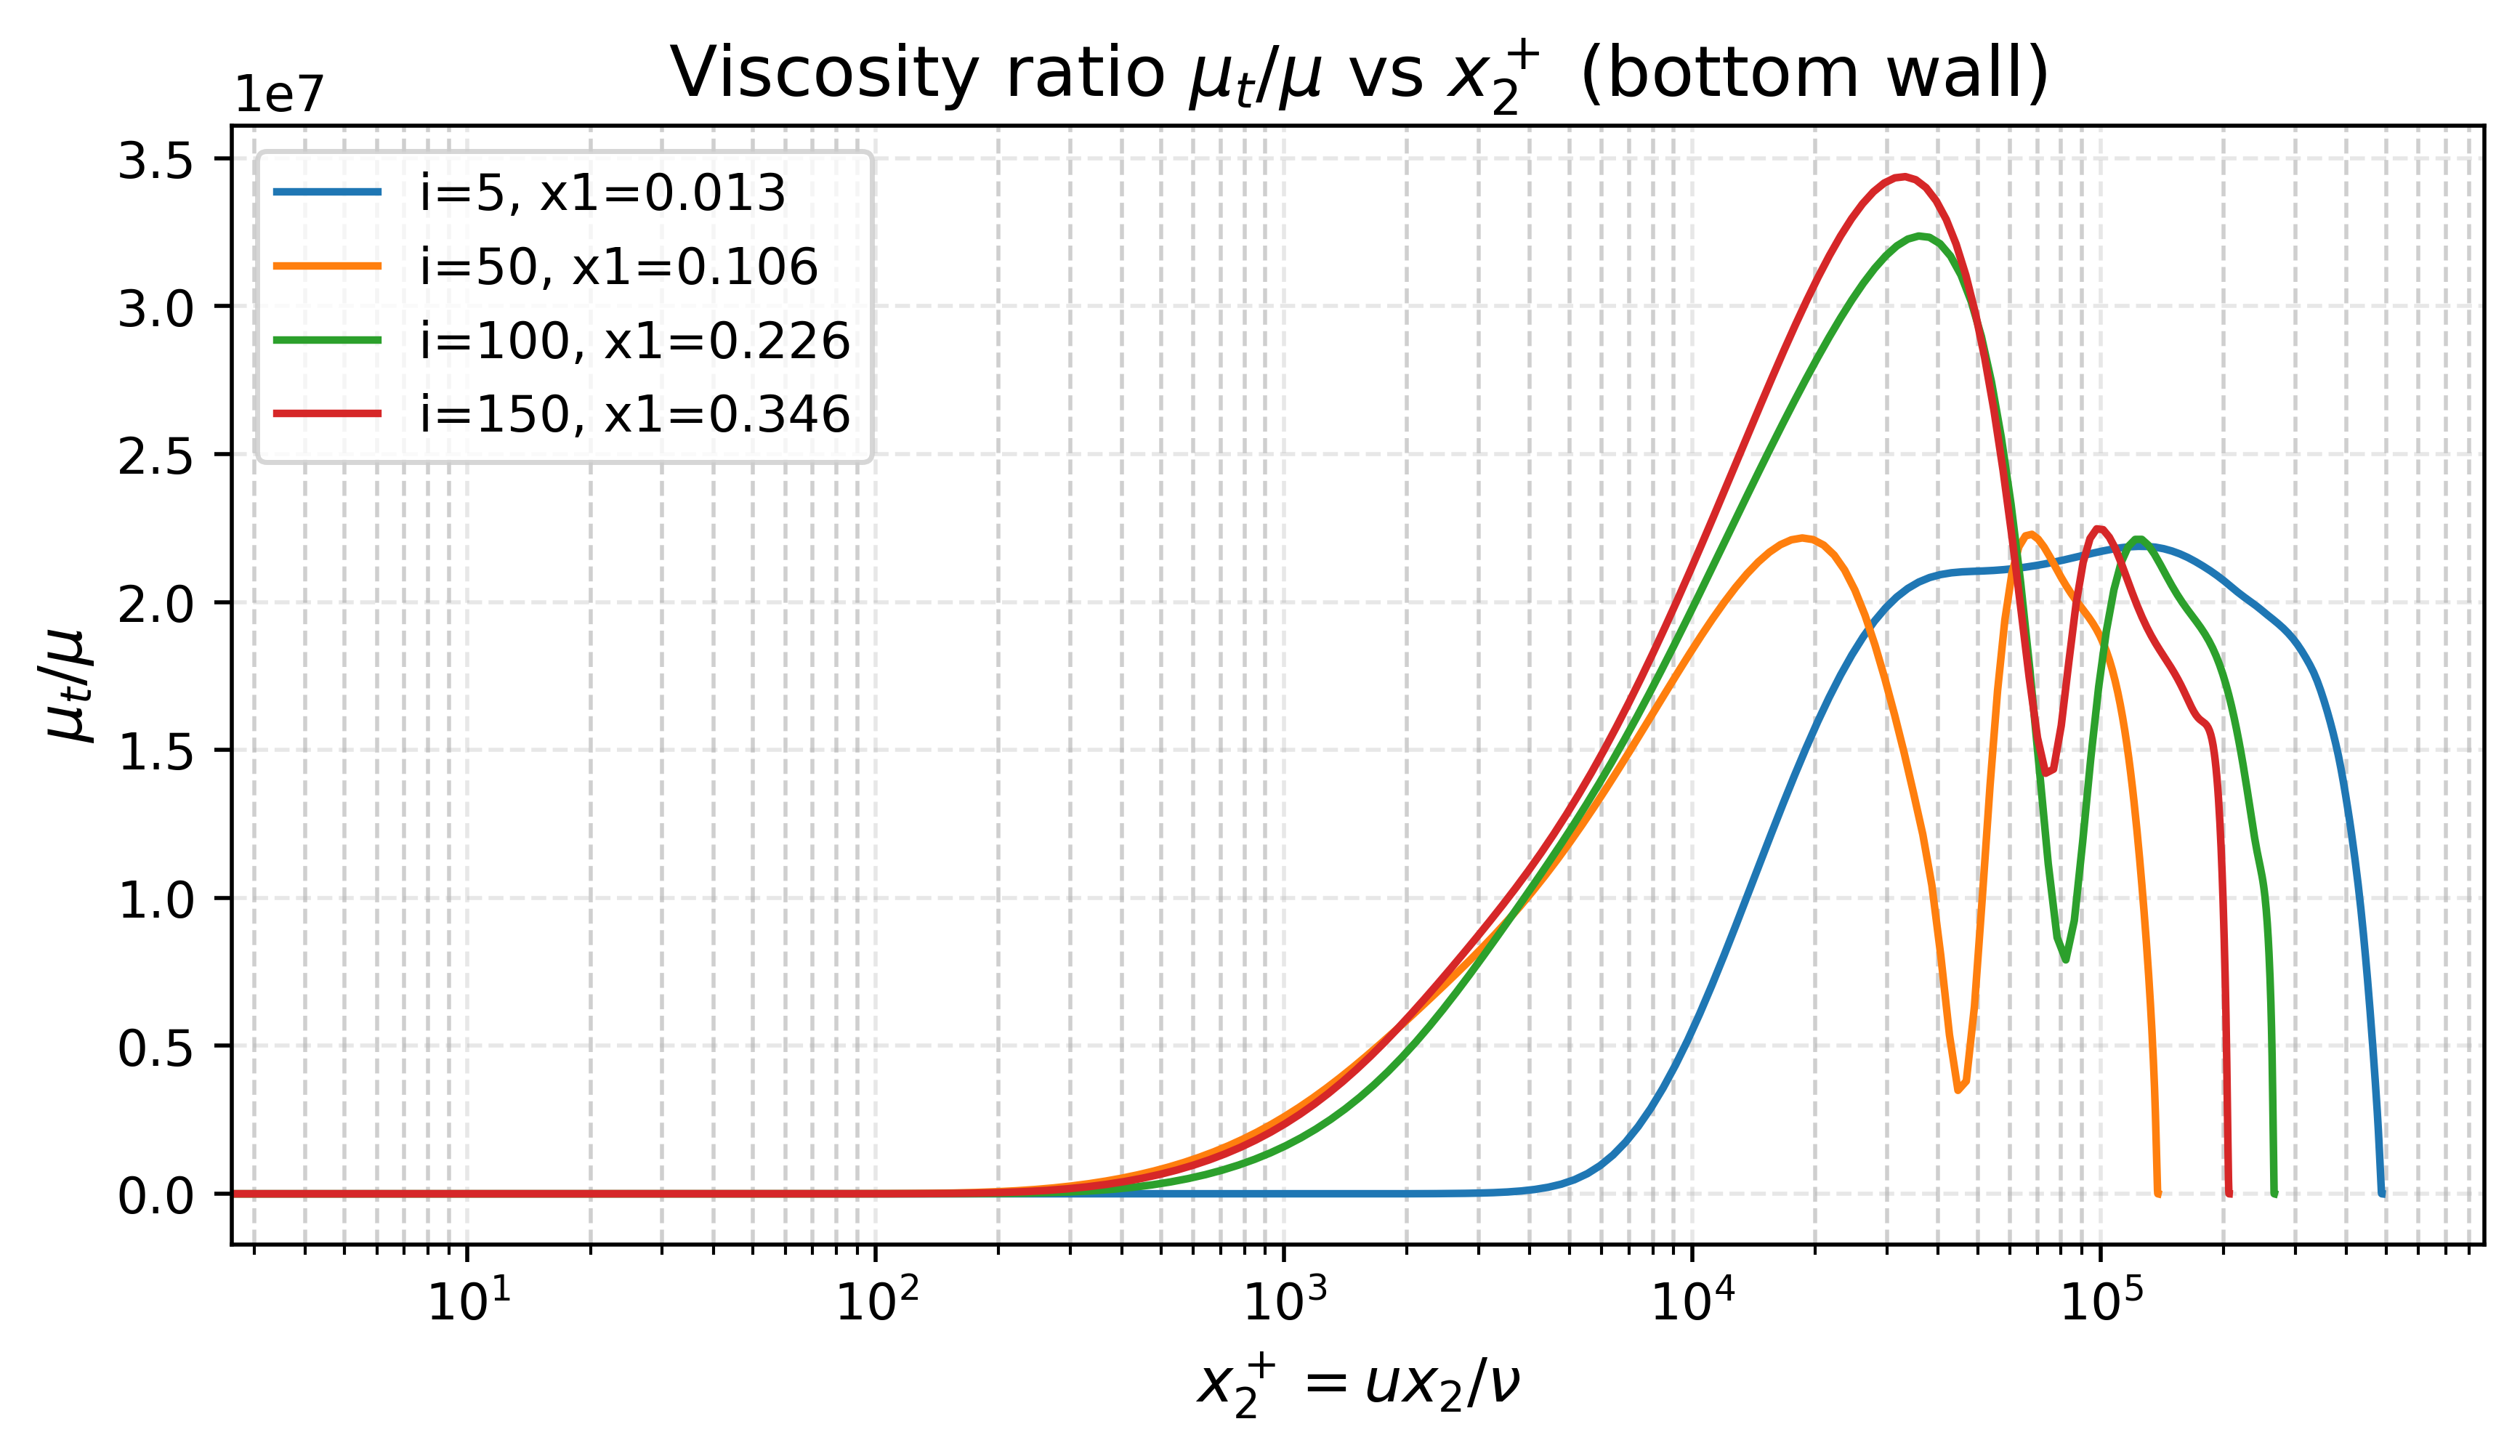 Viscosity ratio μₜ/μ vs x₂⁺ (bottom wall)
1e7
3.5
3.0
2.5
2.0
1.5
1.0
0.5
0.0
μₜ/μ
i=5, x1=0.013
i=50, x1=0.106
i=100, x1=0.226
i=150, x1=0.346
10¹ 10² 10³ 10⁴ 10⁵
x₂⁺ = ux₂/ν